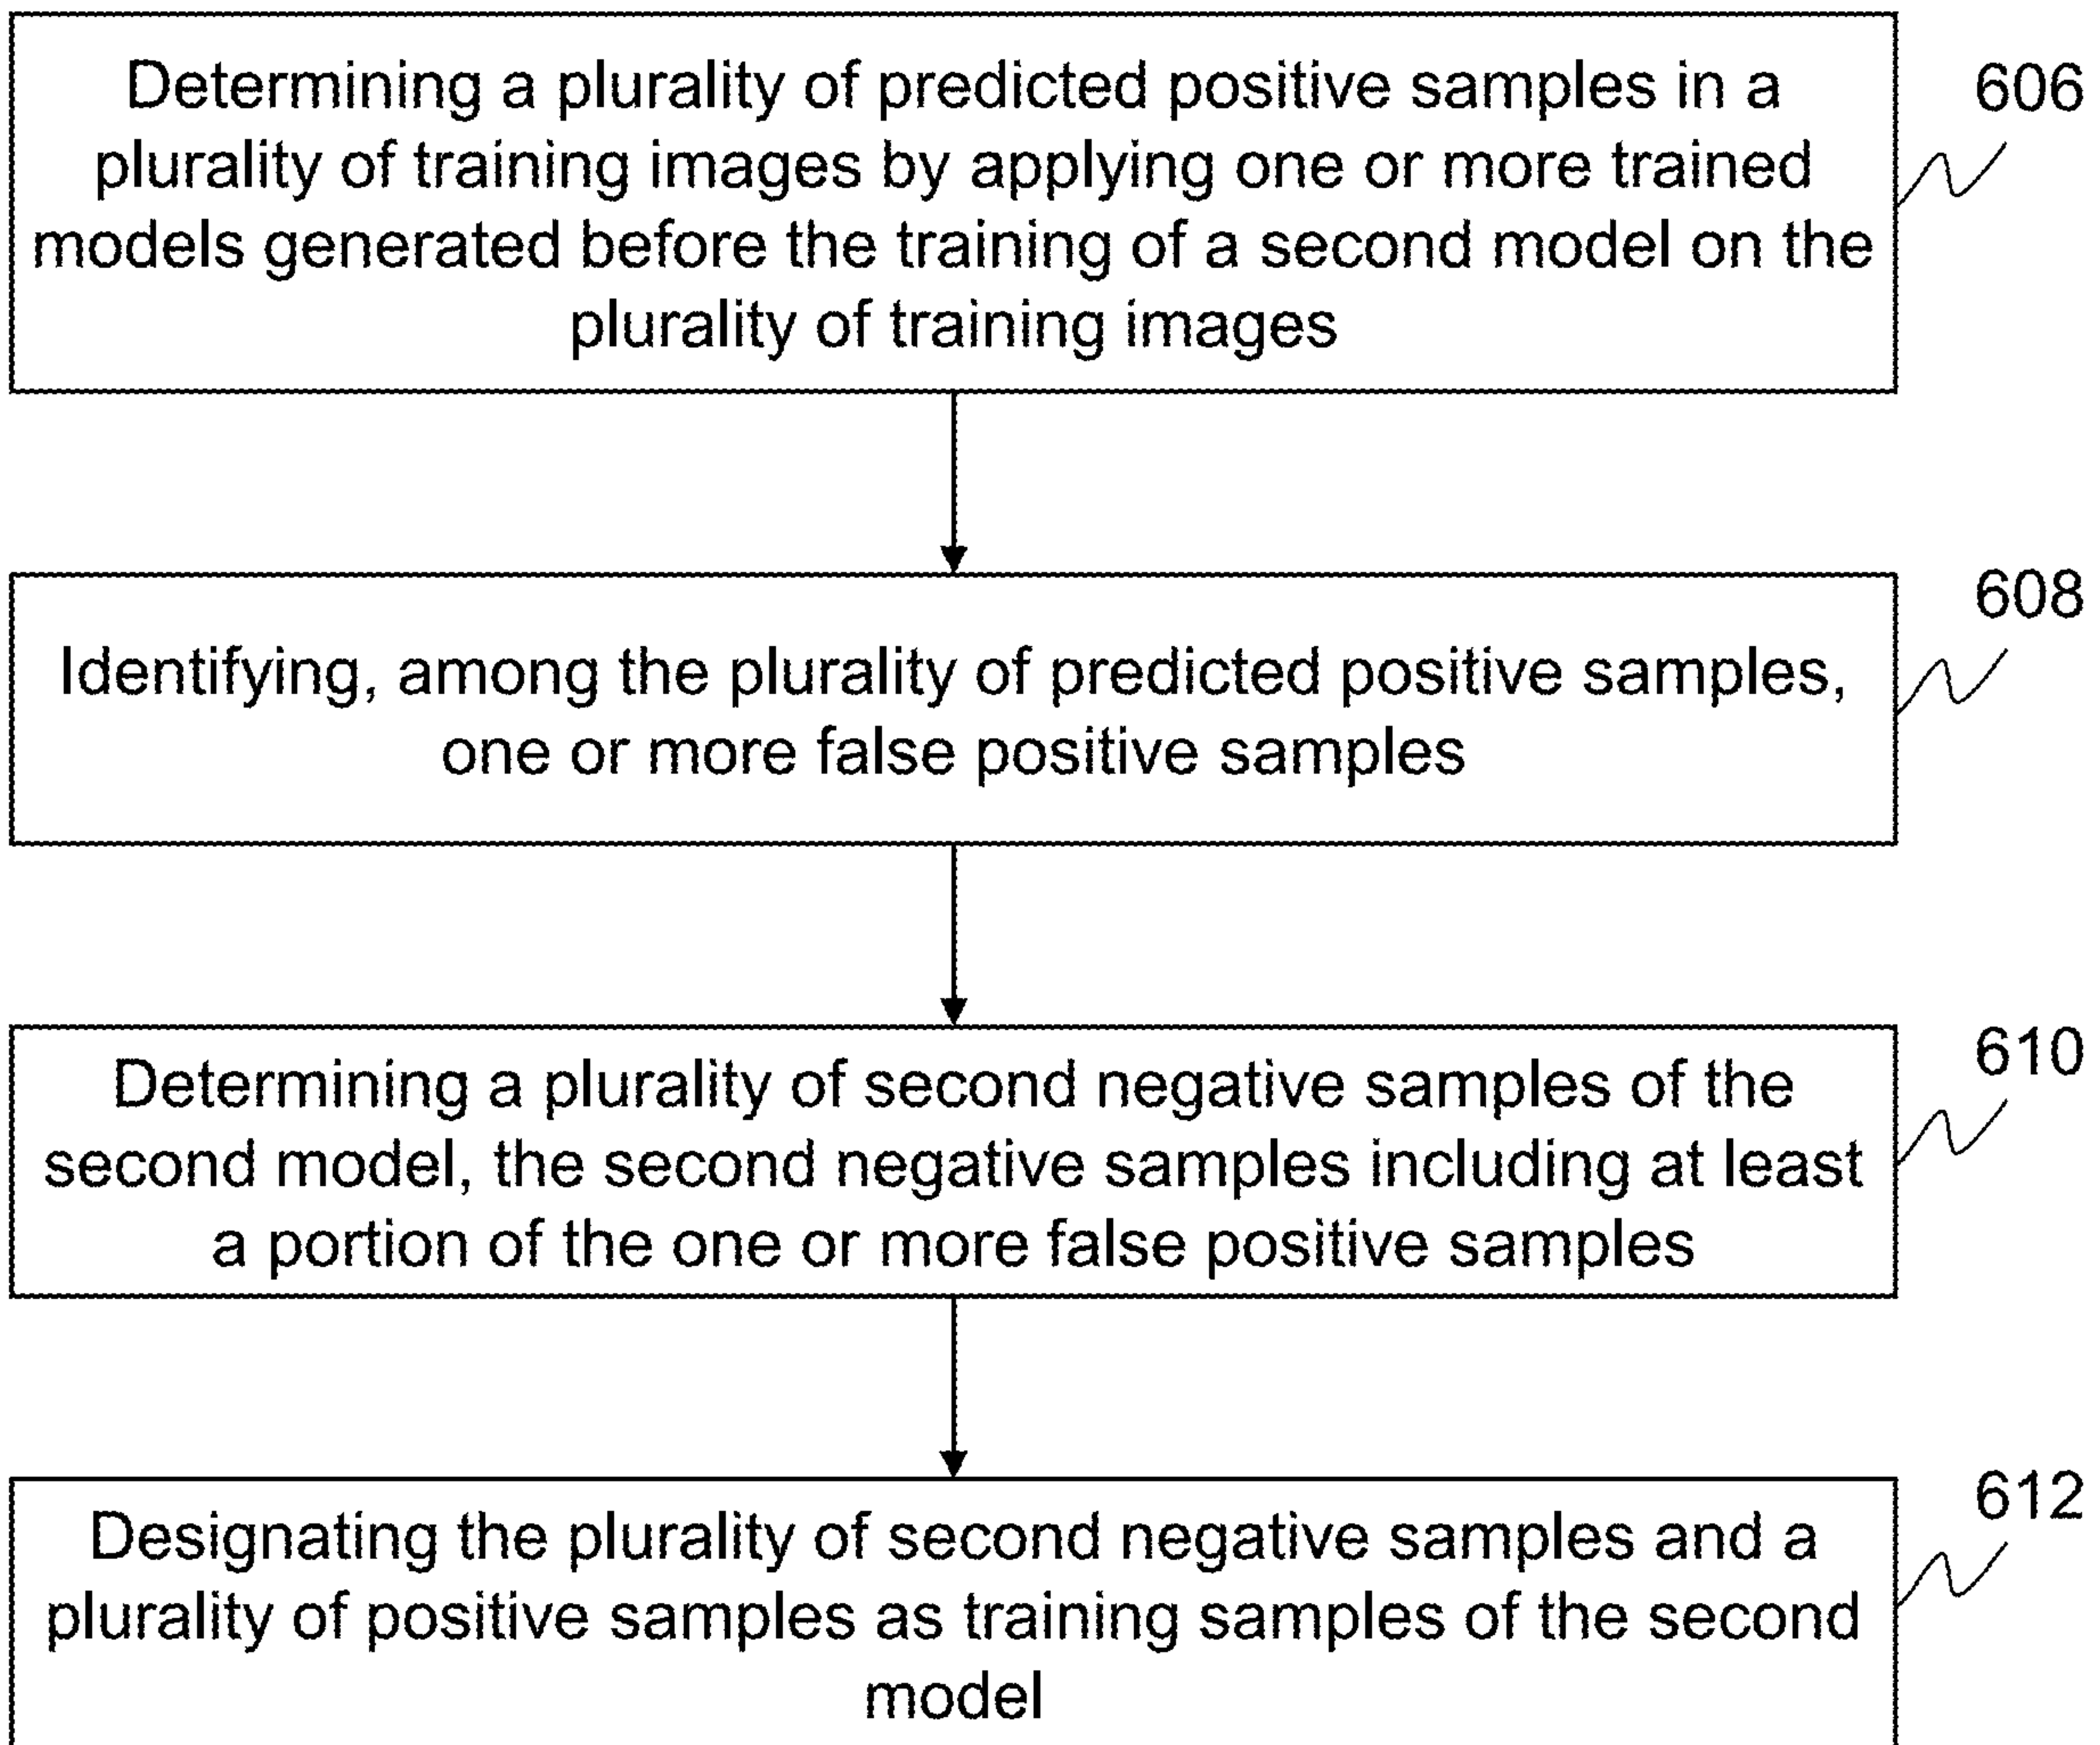 Determining a plurality of predicted positive samples in a
plurality of training images by applying one or more trained
models generated before the training of a second model on the
plurality of training images
606
Identifying, among the plurality of predicted positive samples,
one or more false positive samples
608
Determining a plurality of second negative samples of the
second model, the second negative samples including at least
a portion of the one or more false positive samples
610
Designating the plurality of second negative samples and a
plurality of positive samples as training samples of the second
model
612